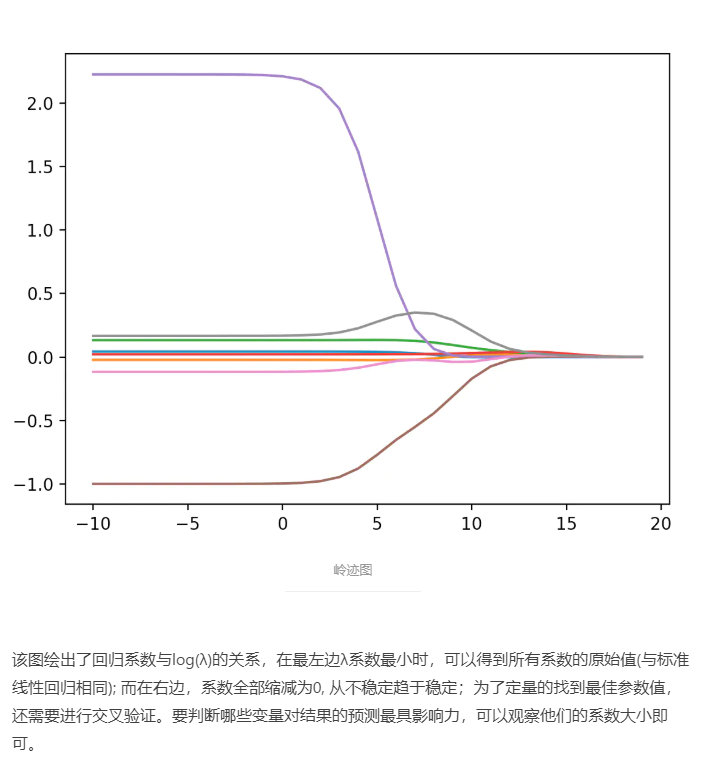 2.0
1.5
1.0
0.5
0.0
−0.5
−1.0
−10 −5 0 5 10 15 20
岭迹图
该图绘出了回归系数与log(λ)的关系，在最左边λ系数最小时，可以得到所有系数的原始值(与标准
线性回归相同); 而在右边，系数全部缩减为0, 从不稳定趋于稳定；为了定量的找到最佳参数值，
还需要进行交叉验证。要判断哪些变量对结果的预测最具影响力，可以观察他们的系数大小即
可。